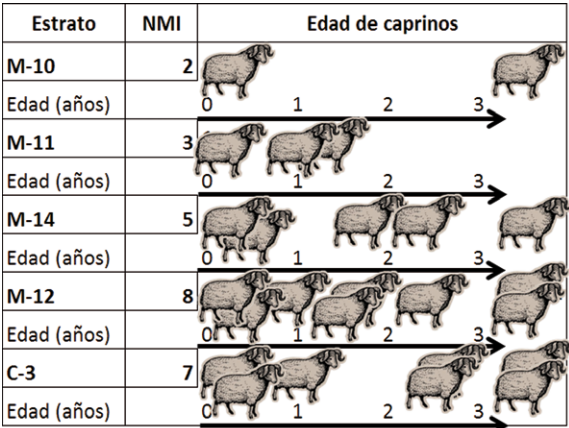 Estrato NMI Edad de caprinos
M-10 2
Edad (años) 0 1 2 3
M-11 3
Edad (años) 0 1 2 3
M-14 5
Edad (años) 0 1 2 3
M-12 8
Edad (años) 0 1 2 3
C-3 7
Edad (años) 0 1 2 3